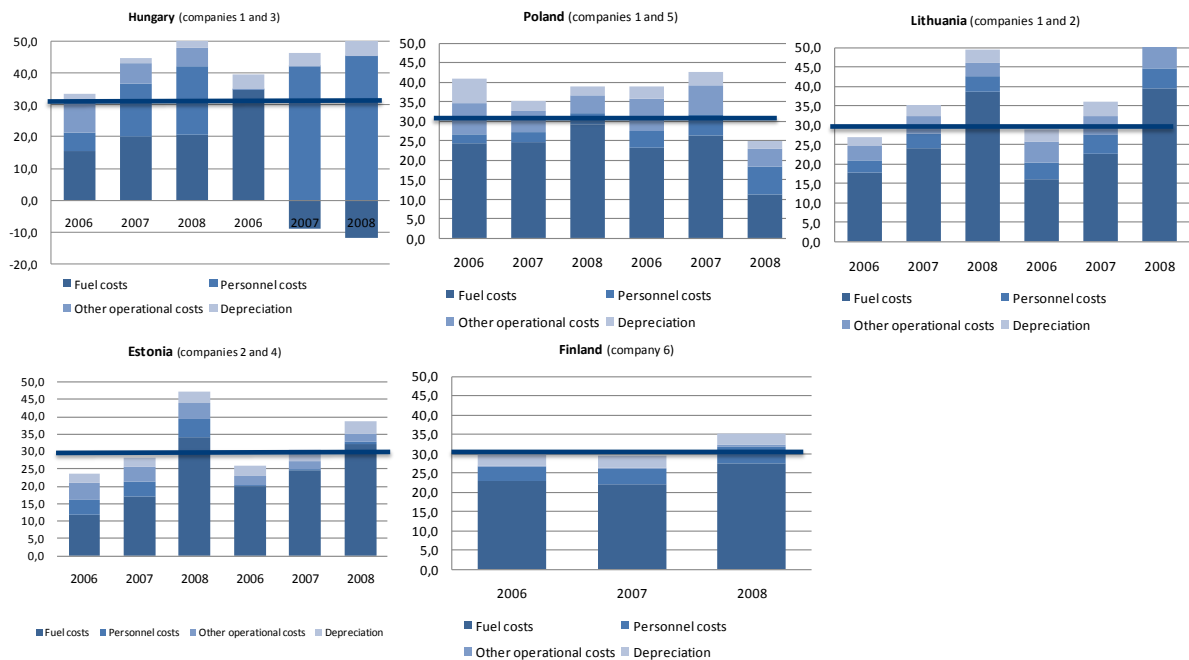 Hungary (companies 1 and 3)
50,0
40,0
30,0
20,0
10,0
0,0
-10,0
-20,0
2006 2007 2008 2006 2007 2008
Fuel costs Personnel costs
Other operational costs Depreciation
Poland (companies 1 and 5)
50,0
45,0
40,0
35,0
30,0
25,0
20,0
15,0
10,0
5,0
0,0
2006 2007 2008 2006 2007 2008
Fuel costs Personnel costs
Other operational costs Depreciation
Lithuania (companies 1 and 2)
50,0
45,0
40,0
35,0
30,0
25,0
20,0
15,0
10,0
5,0
0,0
2006 2007 2008 2006 2007 2008
Fuel costs Personnel costs
Other operational costs Depreciation
Estonia (companies 2 and 4)
50,0
45,0
40,0
35,0
30,0
25,0
20,0
15,0
10,0
5,0
0,0
2006 2007 2008 2006 2007 2008
Fuel costs Personnel costs Other operational costs Depreciation
Finland (company 6)
50,0
45,0
40,0
35,0
30,0
25,0
20,0
15,0
10,0
5,0
0,0
2006 2007 2008
Fuel costs Personnel costs
Other operational costs Depreciation